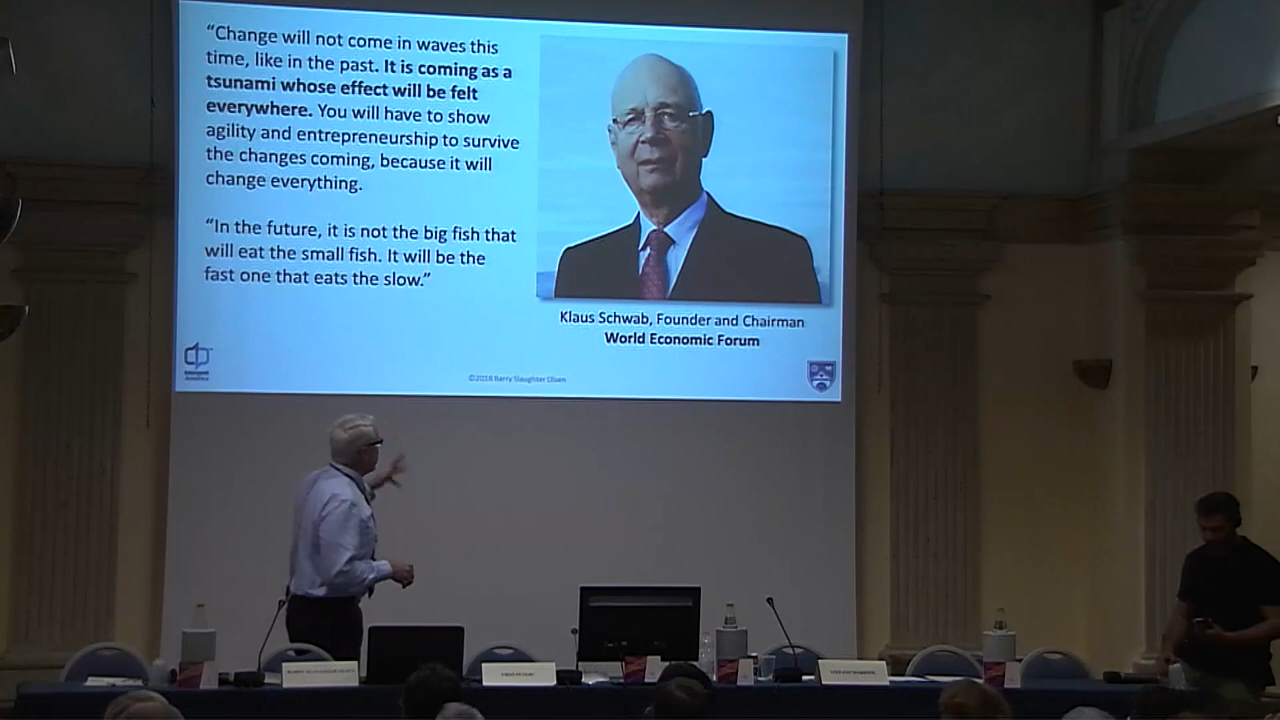 “Change will not come in waves this
time, like in the past. It is coming as a
tsunami whose effect will be felt
everywhere. You will have to show
agility and entrepreneurship to survive
the changes coming, because it will
change everything.
“In the future, it is not the big fish that
will eat the small fish. It will be the
fast one that eats the slow.”
Klaus Schwab, Founder and Chairman
World Economic Forum
©2018 Barry Slaughter Olsen